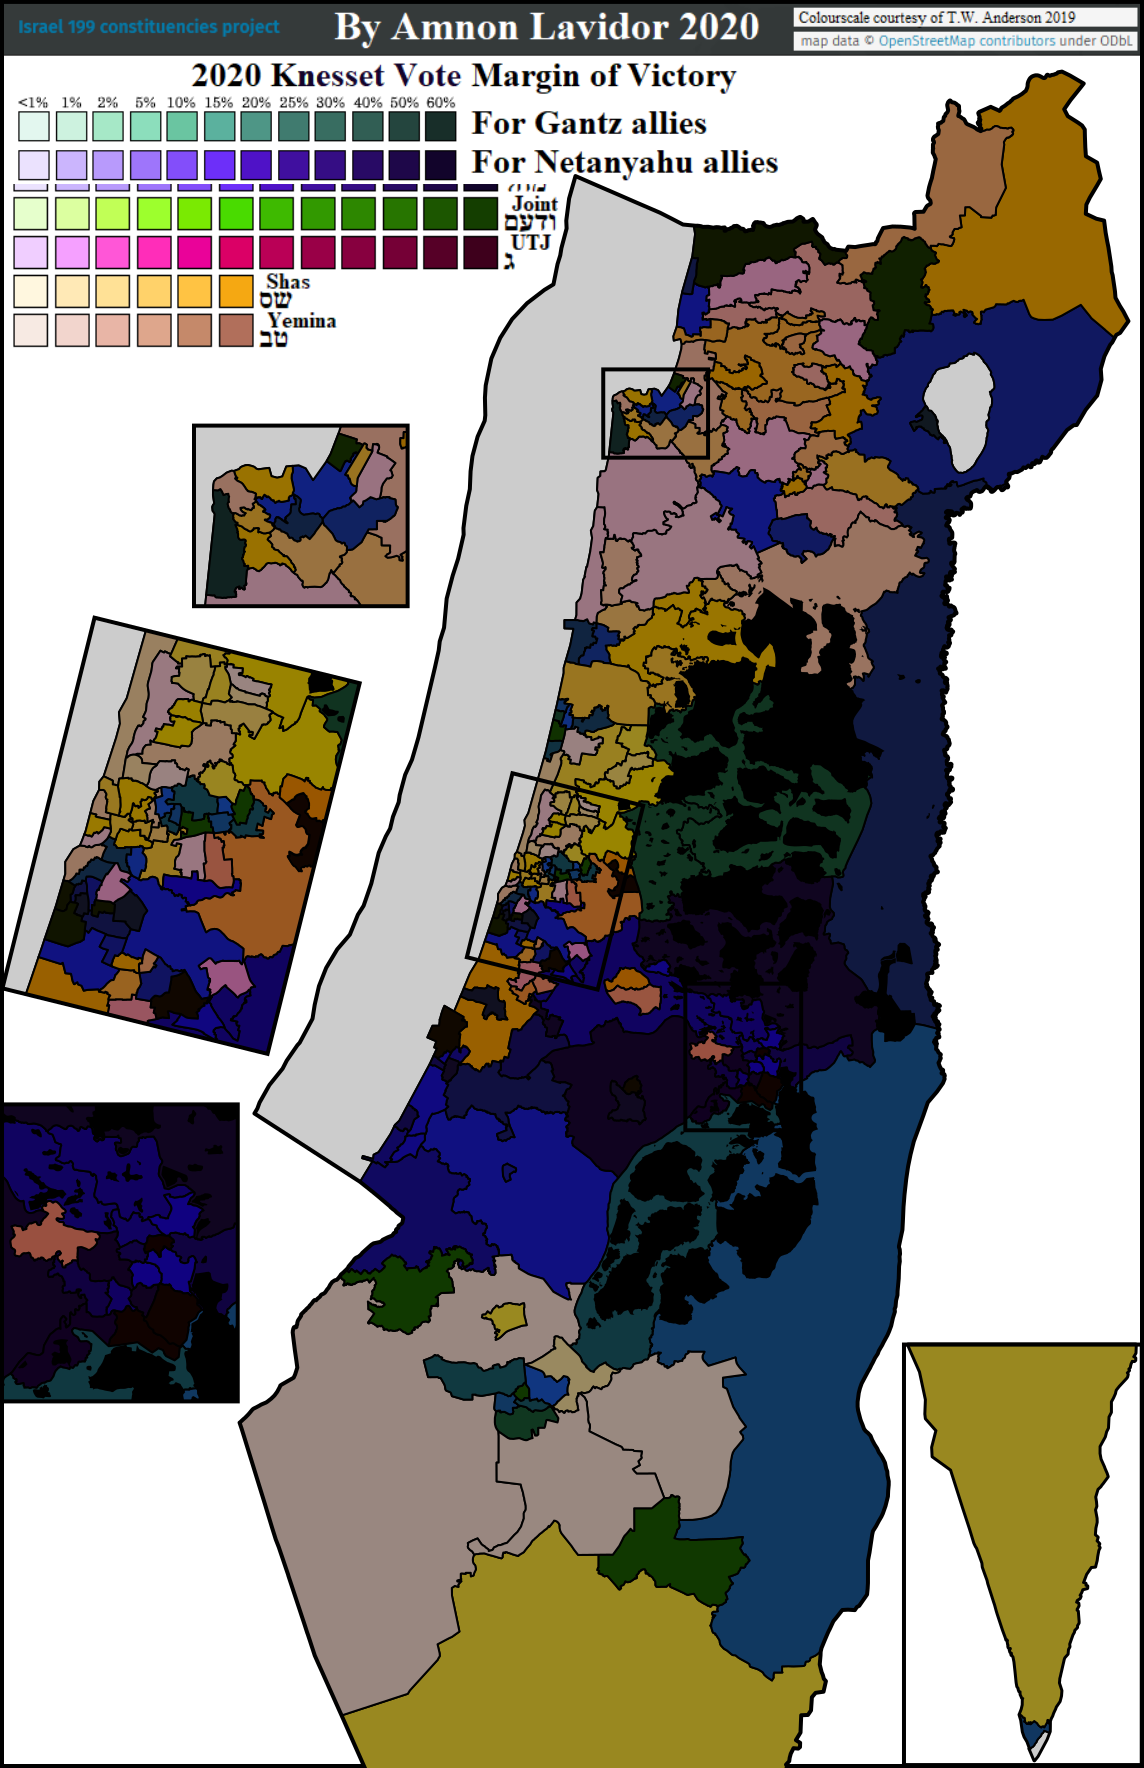 Israel 199 constituencies project
By Amnon Lavidor 2020
Colourscale courtesy of T.W. Anderson 2019
map data © OpenStreetMap contributors under ODbL
2020 Knesset Vote Margin of Victory
<1% 1% 2% 5% 10% 15% 20% 25% 30% 40% 50% 60%
For Gantz allies
For Netanyahu allies
Joint
ודעם
UTJ
ג
Shas
שס
Yemina
טב